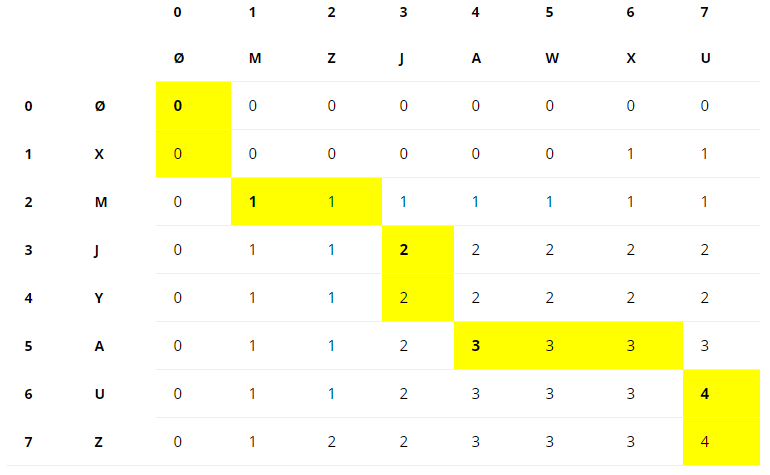 0 1 2 3 4 5 6 7
Ø M Z J A W X U
0 Ø 0 0 0 0 0 0 0 0
1 X 0 0 0 0 0 0 1 1
2 M 0 1 1 1 1 1 1 1
3 J 0 1 1 2 2 2 2 2
4 Y 0 1 1 2 2 2 2 2
5 A 0 1 1 2 3 3 3 3
6 U 0 1 1 2 3 3 3 4
7 Z 0 1 2 2 3 3 3 4